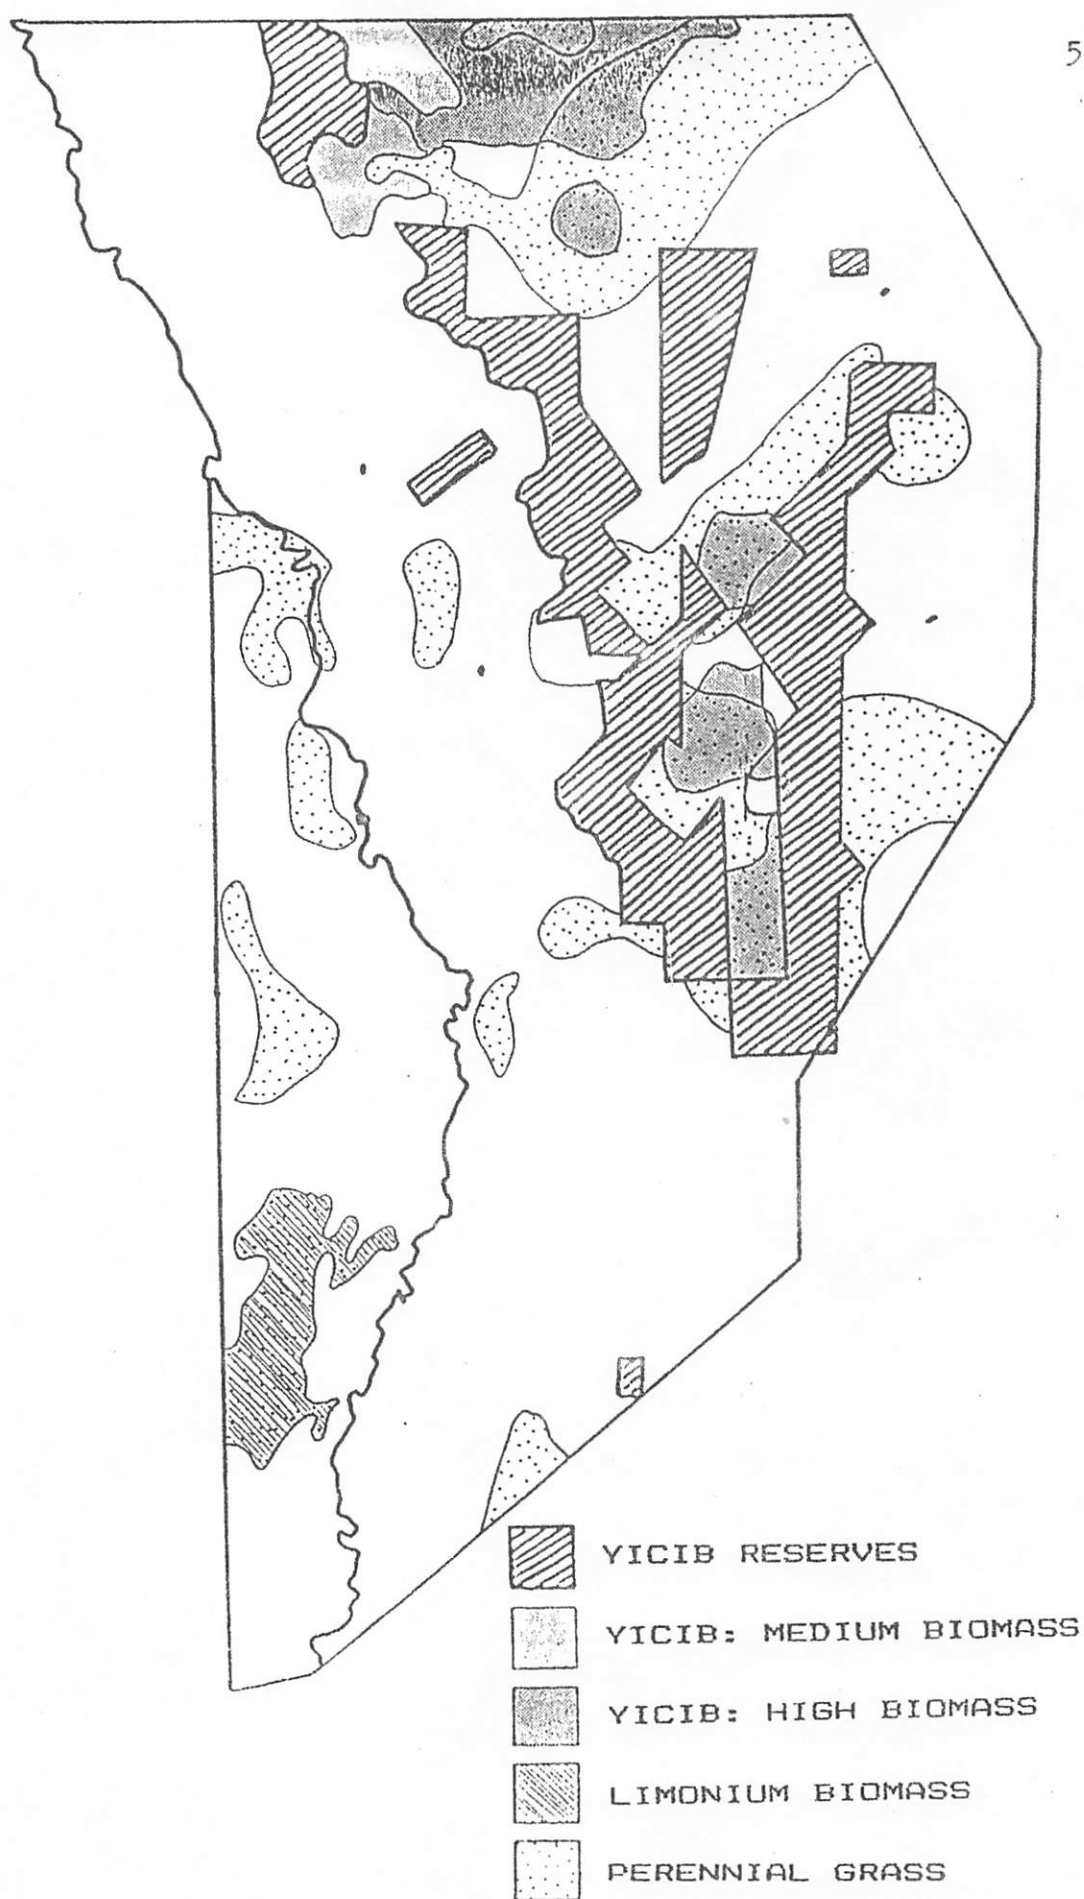 5
YICIB RESERVES
YICIB: MEDIUM BIOMASS
YICIB: HIGH BIOMASS
LIMONIUM BIOMASS
PERENNIAL GRASS